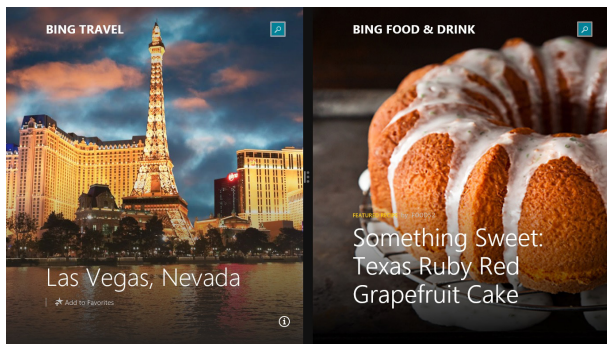 BING TRAVEL
Las Vegas, Nevada
Add to Favorites
BING FOOD & DRINK
Something Sweet:
Texas Ruby Red
Grapefruit Cake